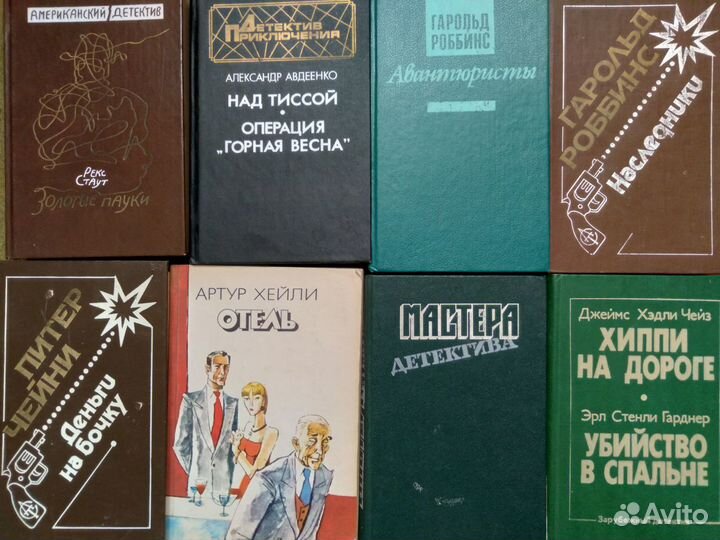 АМЕРИКАНСКИЙ ДЕТЕКТИВ
РЕКС
СТАУТ
ЗОЛОТЫЕ ПАУКИ
ДЕТЕКТИВ
ПРИКЛЮЧЕНИЯ
АЛЕКСАНДР АВДЕЕНКО
НАД ТИССОЙ
•
ОПЕРАЦИЯ
„ГОРНАЯ ВЕСНА"
ГАРОЛЬД
РОББИНС
Авантюристы
ГАРОЛЬД
РОББИНС
Наследники
ПИТЕР
ЧЕЙНИ
Деньги
на бочку
АРТУР ХЕЙЛИ
ОТЕЛЬ
МАСТЕРА
ДЕТЕКТИВА
Джеймс Хэдли Чейз
ХИППИ
НА ДОРОГЕ
•
Эрл Стенли Гарднер
УБИЙСТВО
В СПАЛЬНЕ
Зарубежный детектив
Avito